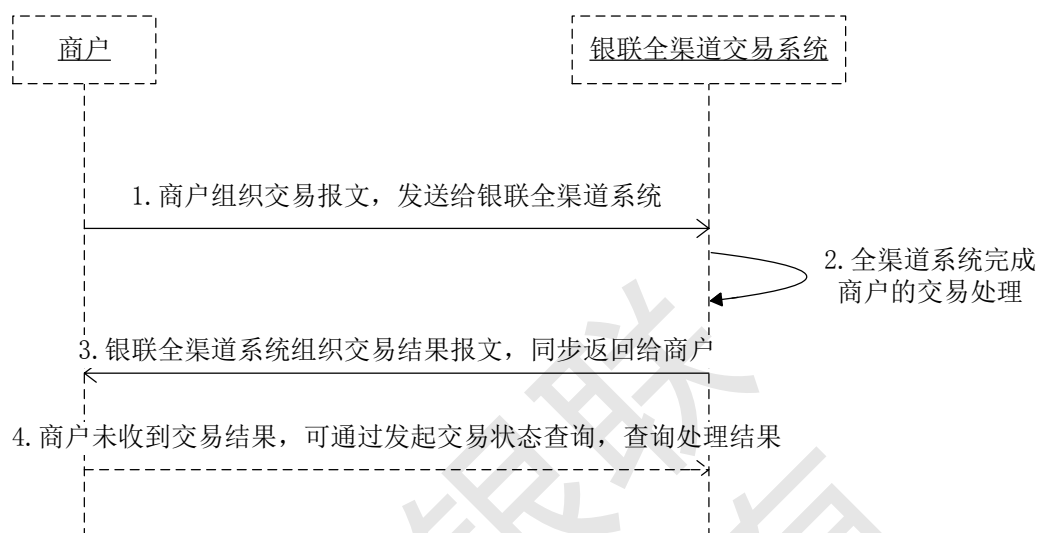 商户
银联全渠道交易系统
1.商户组织交易报文，发送给银联全渠道系统
2.全渠道系统完成
商户的交易处理
3.银联全渠道系统组织交易结果报文，同步返回给商户
4.商户未收到交易结果，可通过发起交易状态查询，查询处理结果
银联